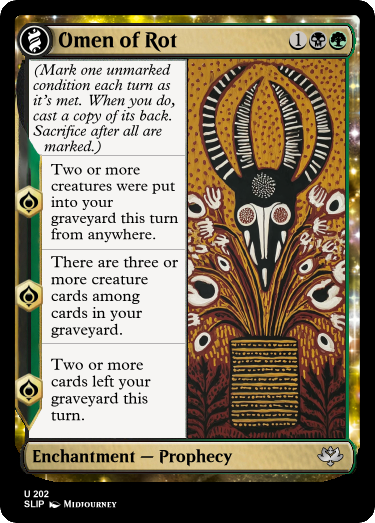 Omen of Rot
1
(Mark one unmarked
condition each turn as
it's met. When you do,
cast a copy of its back.
Sacrifice after all are
marked.)
Two or more
creatures were put
into your
graveyard this turn
from anywhere.
There are three or
more creature
cards among
cards in your
graveyard.
Two or more
cards left your
graveyard this
turn.
Enchantment — Prophecy
U 202
SLIP Midjourney